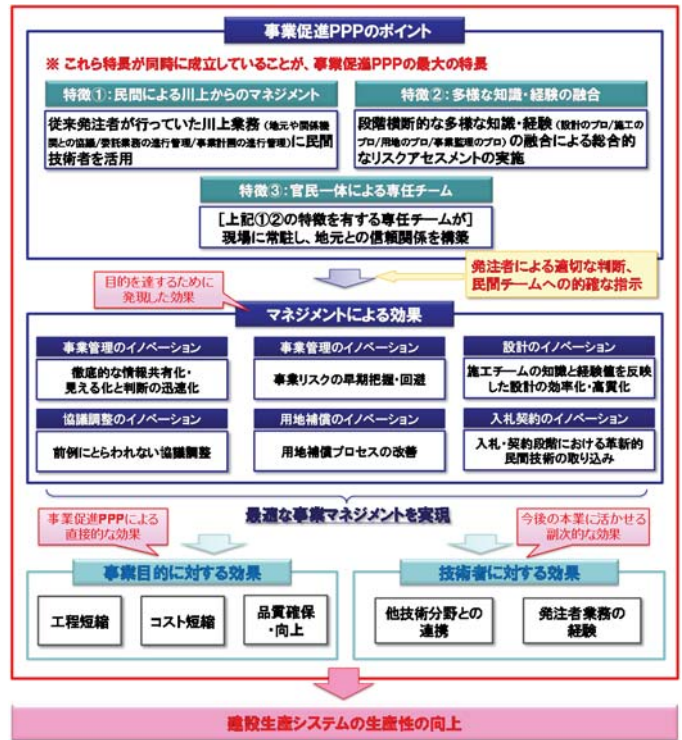 事業促進PPPのポイント
※ これら特長が同時に成立していることが、事業促進PPPの最大の特長
特徴①:民間による川上からのマネジメント
従来発注者が行っていた川上業務(地元や関係機
関との協議/委託業務の進行管理/事業計画の進行管理)に民間
技術者を活用
特徴②:多様な知識・経験の融合
段階横断的な多様な知識・経験(設計のプロ/施工の
プロ/用地のプロ/事業監理のプロ)の融合による総合的
なリスクアセスメントの実施
特徴③:官民一体による専任チーム
[上記①②の特徴を有する専任チームが]
現場に常駐し、地元との信頼関係を構築
発注者による適切な判断、
民間チームへの的確な指示
目的を達するために
発現した効果
マネジメントによる効果
事業管理のイノベーション
徹底的な情報共有化・
見える化と判断の迅速化
事業管理のイノベーション
事業リスクの早期把握・回避
設計のイノベーション
施工チームの知識と経験値を反映
した設計の効率化・高質化
協議調整のイノベーション
前例にとらわれない協議調整
用地補償のイノベーション
用地補償プロセスの改善
入札契約のイノベーション
入札・契約段階における革新的
民間技術の取り込み
最適な事業マネジメントを実現
事業促進PPPによる
直接的な効果
今後の本業に活かせる
副次的な効果
事業目的に対する効果
工程短縮
コスト短縮
品質確保
・向上
技術者に対する効果
他技術分野との
連携
発注者業務の
経験
建設生産システムの生産性の向上